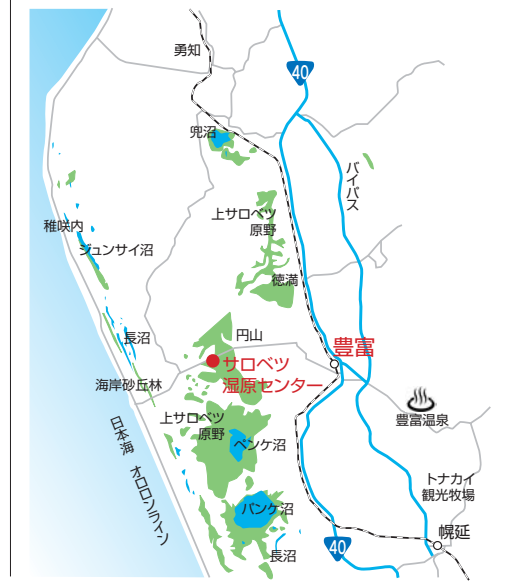 勇知
40
兜沼
バイパス
上サロベツ
原野
稚咲内
ジュンサイ沼
徳満
円山
長沼
豊富
サロベツ
湿原センター
海岸砂丘林
豊富温泉
上サロベツ
原野
ペンケ沼
日本海 オロロンライン
トナカイ
観光牧場
パンケ沼
幌延
40
長沼